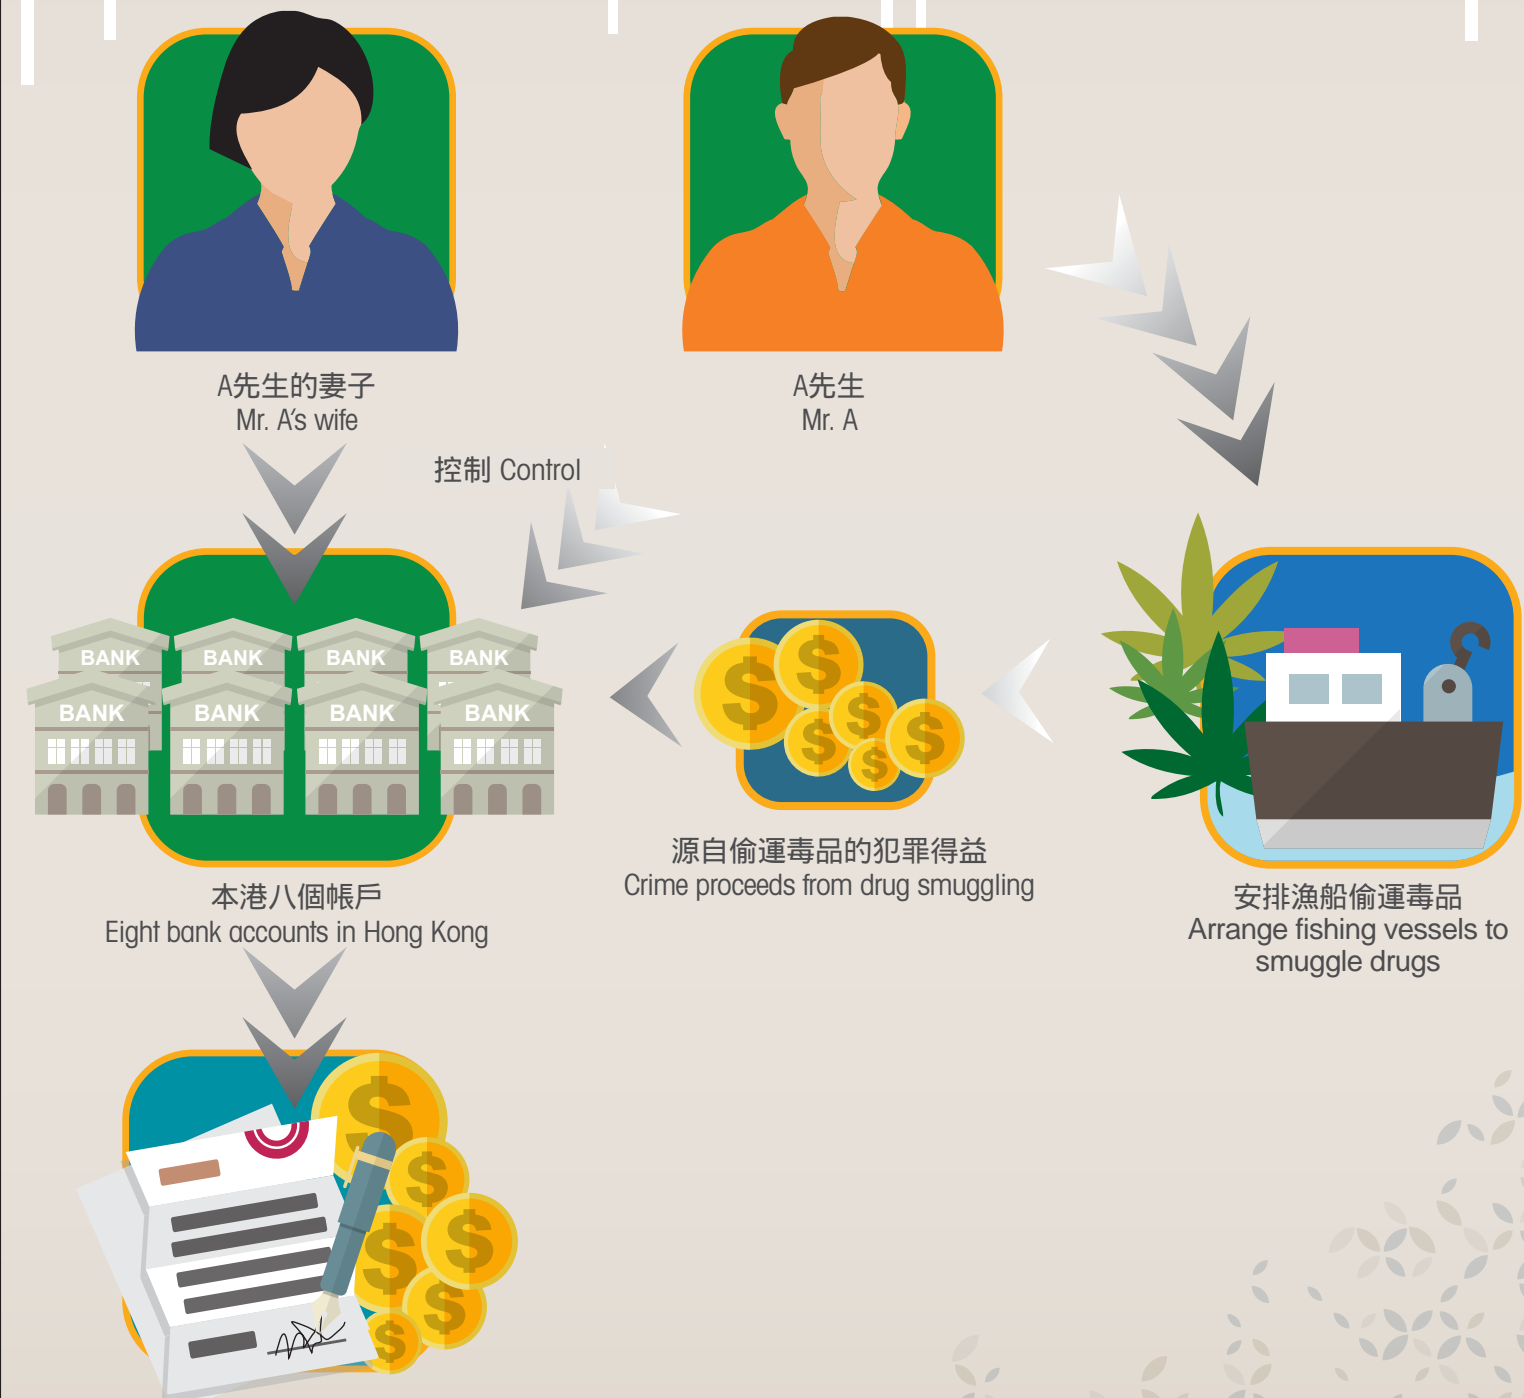 A先生的妻子
Mr. A's wife
A先生
Mr. A
控制 Control
BANK BANK BANK BANK
BANK BANK BANK BANK
本港八個帳戶
Eight bank accounts in Hong Kong
源自偷運毒品的犯罪得益
Crime proceeds from drug smuggling
安排漁船偷運毒品
Arrange fishing vessels to
smuggle drugs